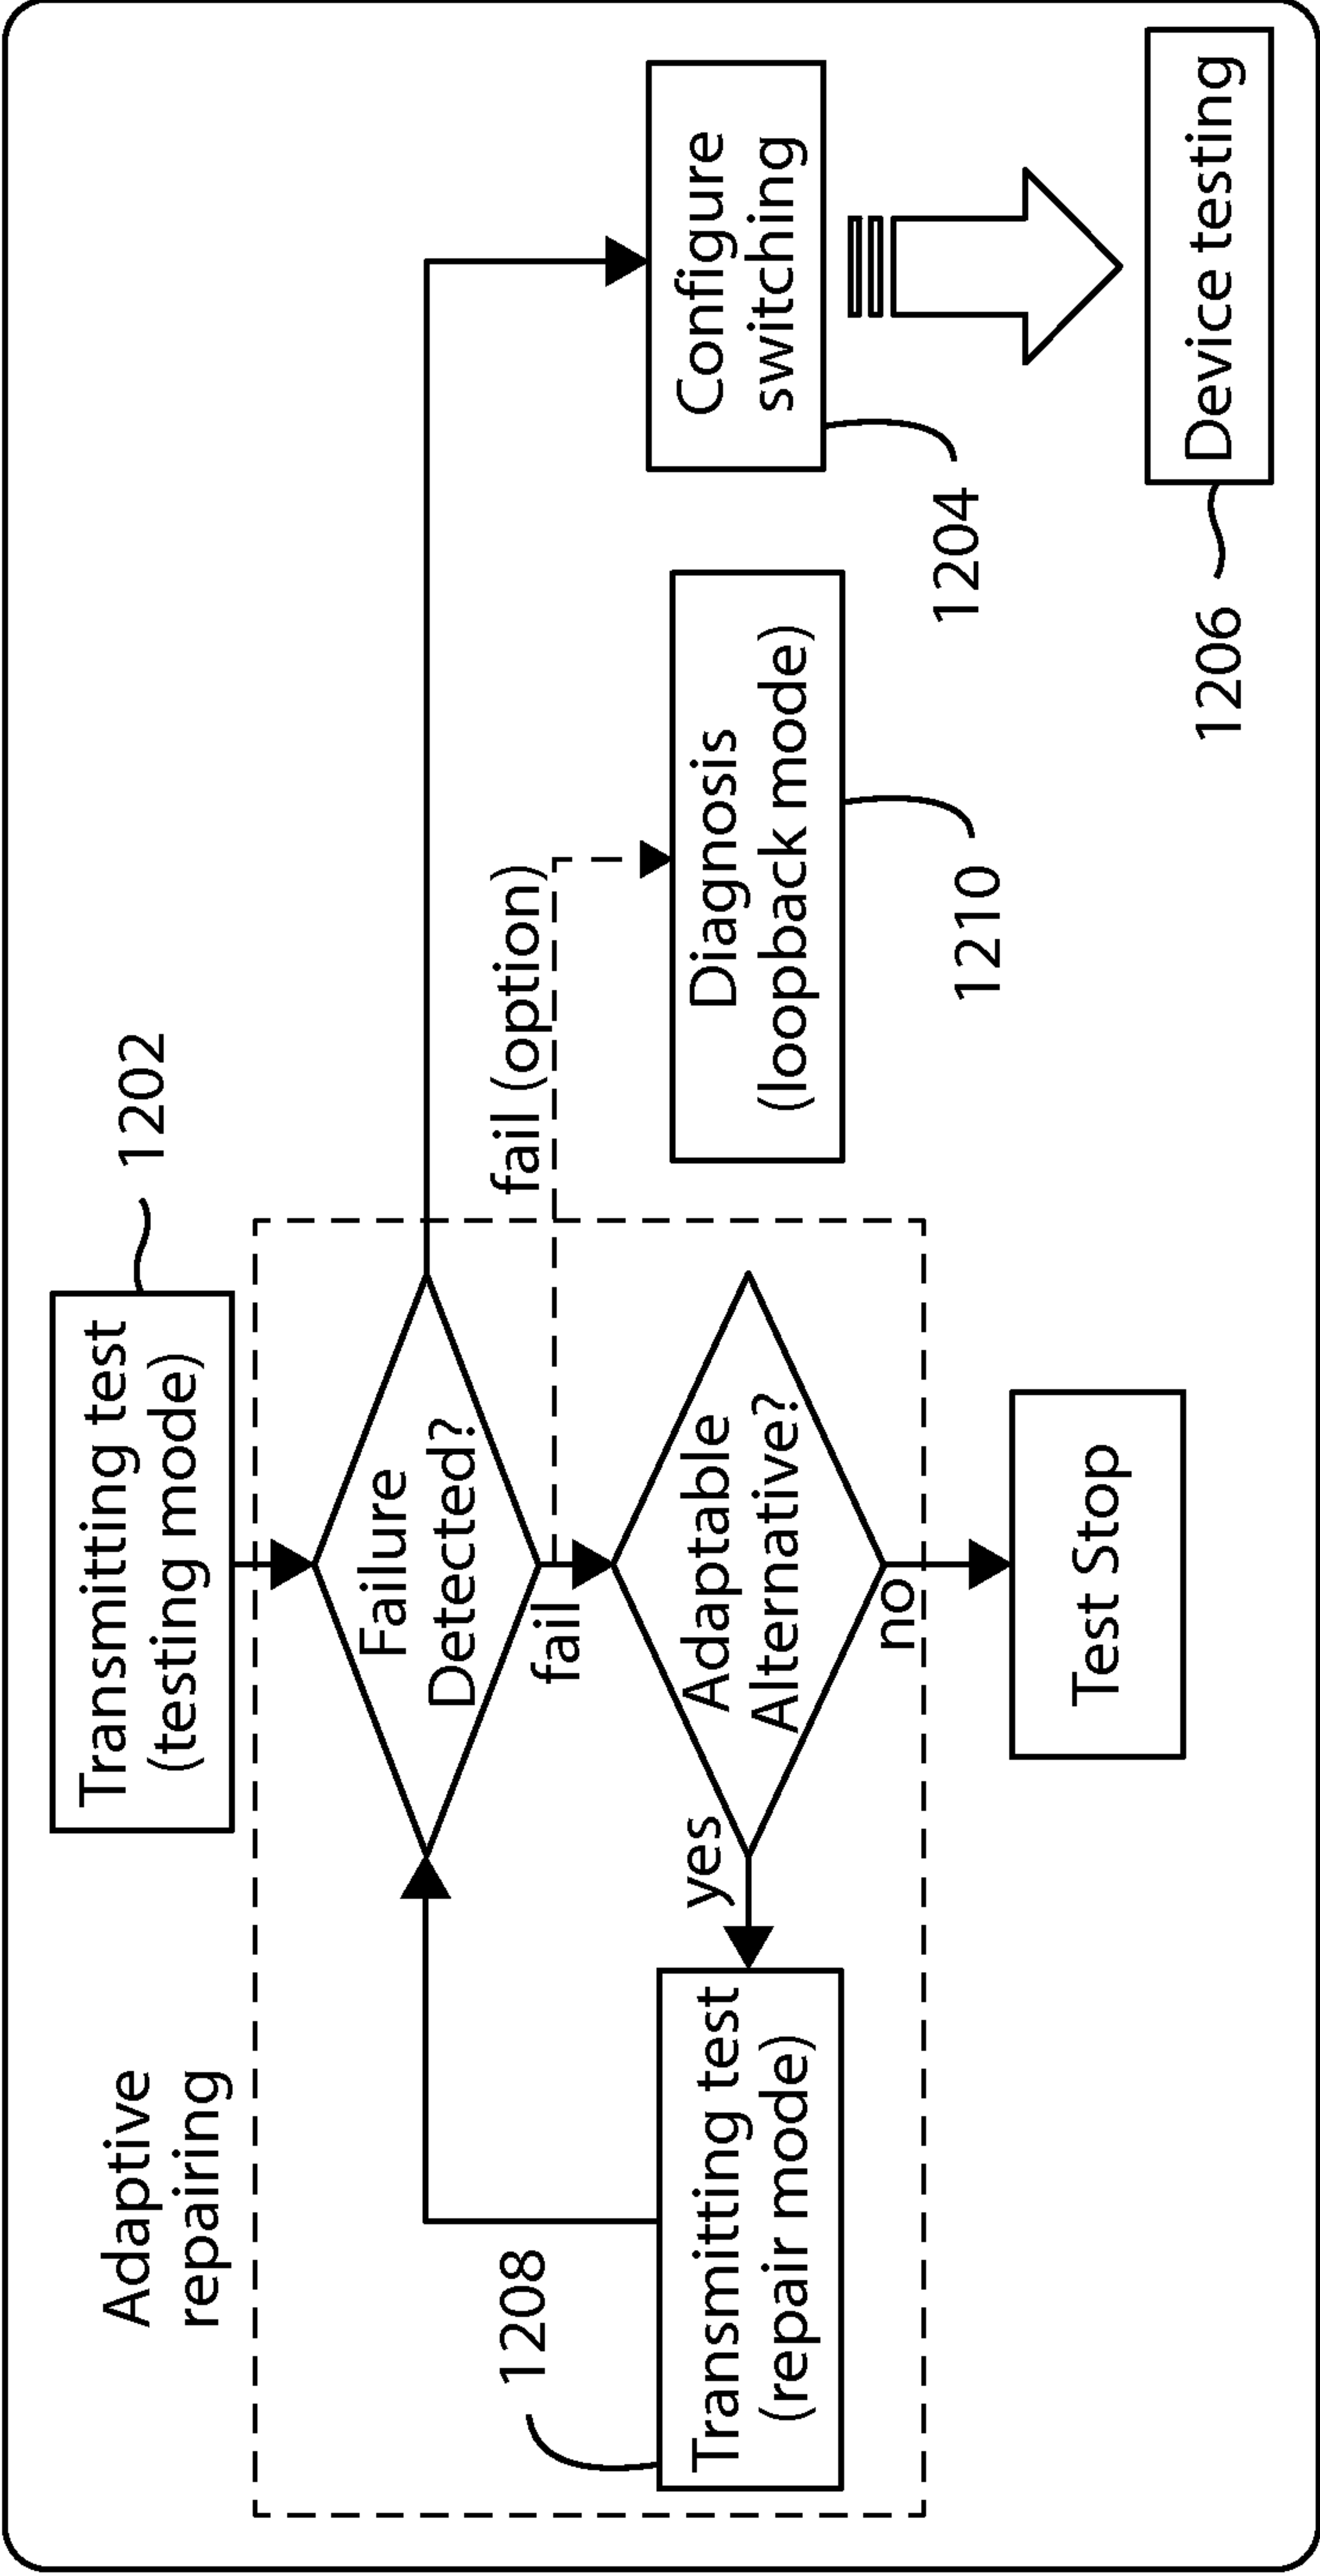 Transmitting test
(testing mode)
1202
Adaptive
repairing
Failure
Detected?
fail
fail (option)
1208
Transmitting test
(repair mode)
yes
Adaptable
Alternative?
no
Diagnosis
(loopback mode)
1210
Configure
switching
1204
Test Stop
1206
Device testing